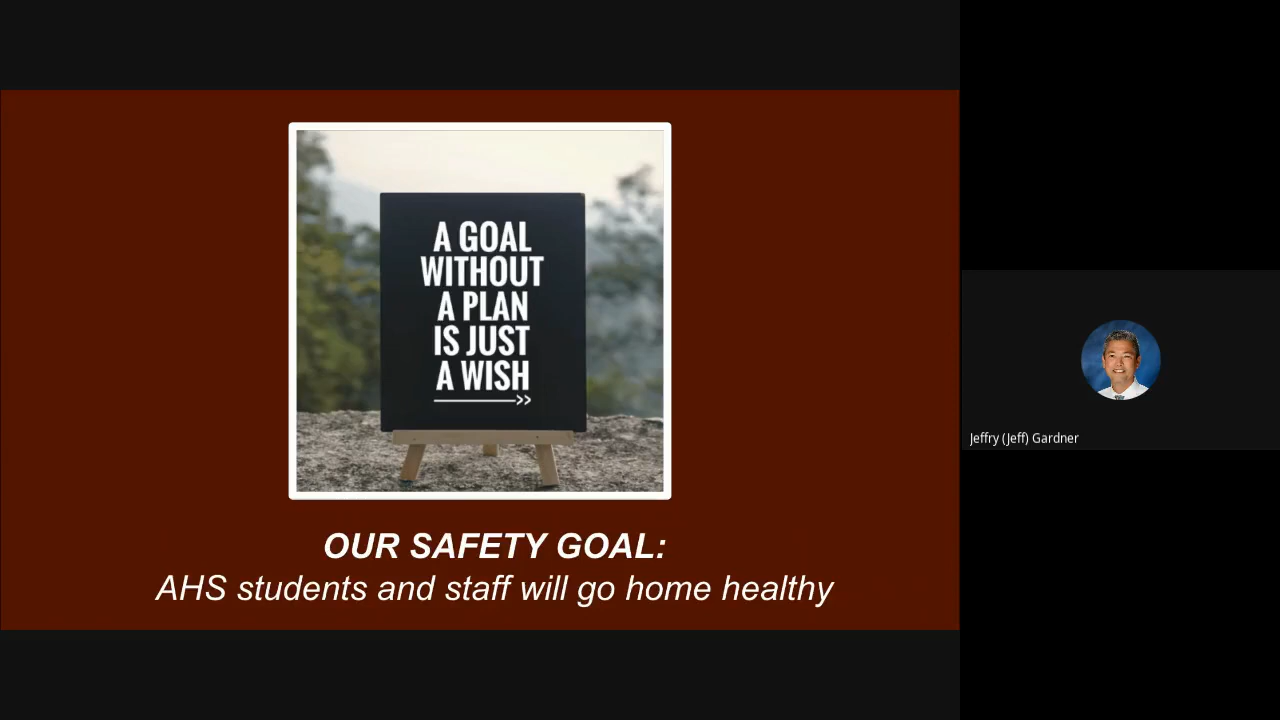 A GOAL
WITHOUT
A PLAN
IS JUST
A WISH
OUR SAFETY GOAL:
AHS students and staff will go home healthy
Jeffry (Jeff) Gardner